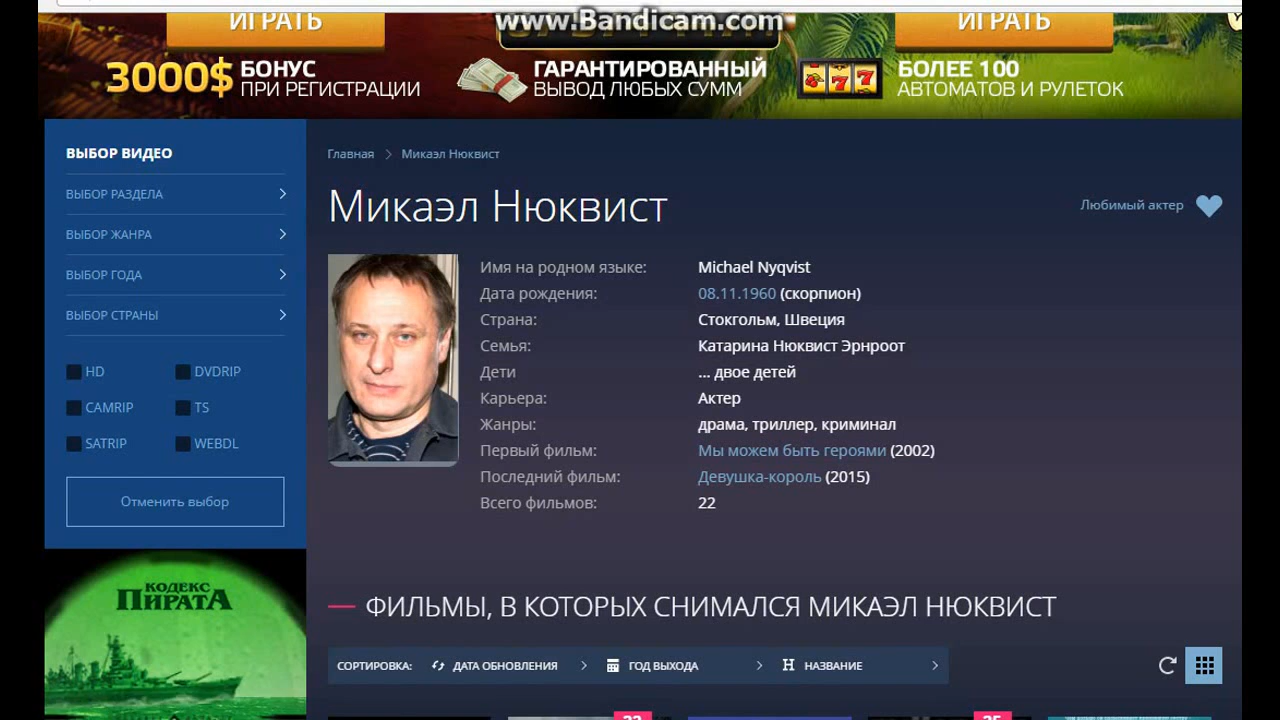 www.Bandicam.com
ИГРАТЬ
ИГРАТЬ
3000$ БОНУС ПРИ РЕГИСТРАЦИИ
ГАРАНТИРОВАННЫЙ ВЫВОД ЛЮБЫХ СУММ
777
БОЛЕЕ 100 АВТОМАТОВ И РУЛЕТОК
ВЫБОР ВИДЕО
ВЫБОР РАЗДЕЛА
ВЫБОР ЖАНРА
ВЫБОР ГОДА
ВЫБОР СТРАНЫ
HD DVDRIP
CAMRIP TS
SATRIP WEBDL
Отменить выбор
КОДЕКС
ПИРАТА
Главная > Микаэл Нюквист
Микаэл Нюквист
Любимый актер
Имя на родном языке: Michael Nyqvist
Дата рождения: 08.11.1960 (скорпион)
Страна: Стокгольм, Швеция
Семья: Катарина Нюквист Эрнроот
Дети ... двое детей
Карьера: Актер
Жанры: драма, триллер, криминал
Первый фильм: Мы можем быть героями (2002)
Последний фильм: Девушка-король (2015)
Всего фильмов: 22
ФИЛЬМЫ, В КОТОРЫХ СНИМАЛСЯ МИКАЭЛ НЮКВИСТ
СОРТИРОВКА: ДАТА ОБНОВЛЕНИЯ > ГОД ВЫХОДА > Н НАЗВАНИЕ >